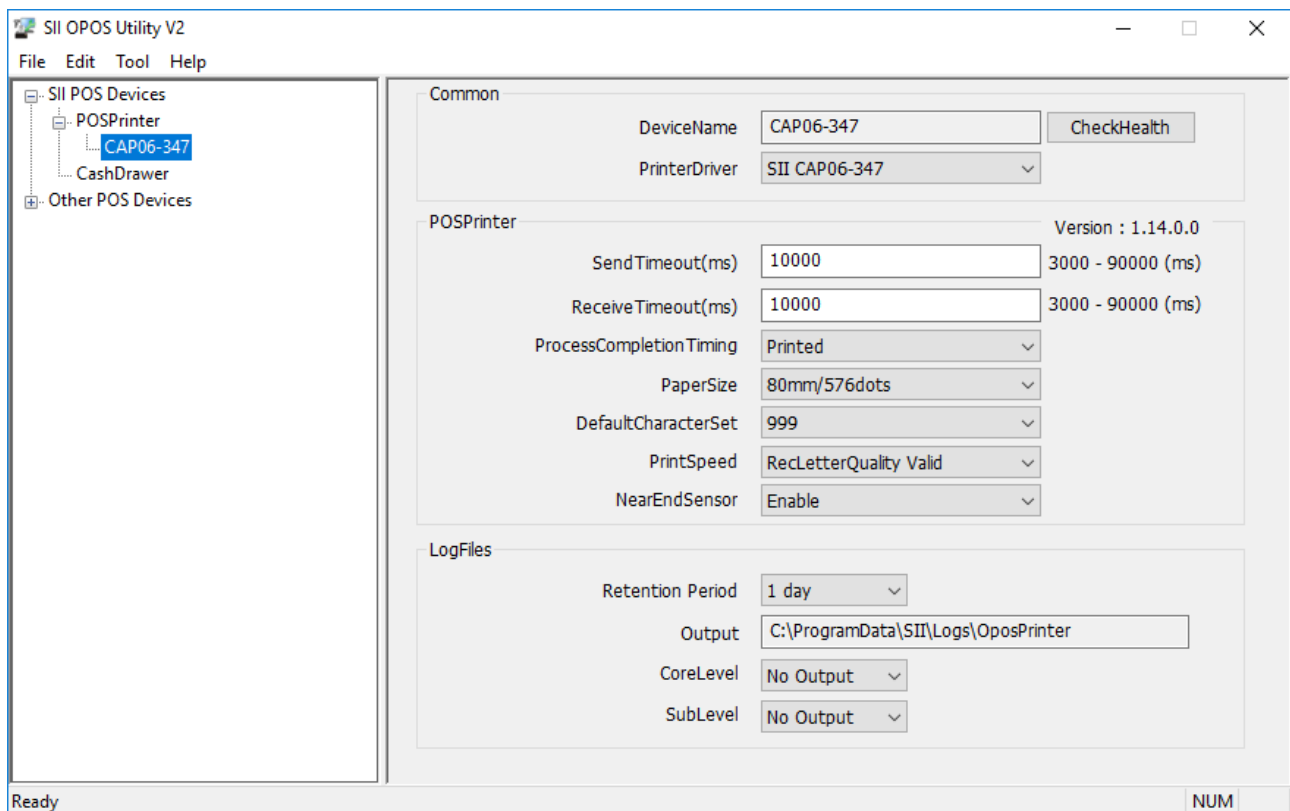 SII OPOS Utility V2
File Edit Tool Help
SII POS Devices
POSPrinter
CAP06-347
CashDrawer
Other POS Devices
Common
DeviceName CAP06-347 CheckHealth
PrinterDriver SII CAP06-347
POSPrinter Version : 1.14.0.0
SendTimeout(ms) 10000 3000 - 90000 (ms)
ReceiveTimeout(ms) 10000 3000 - 90000 (ms)
ProcessCompletionTiming Printed
PaperSize 80mm/576dots
DefaultCharacterSet 999
PrintSpeed RecLetterQuality Valid
NearEndSensor Enable
LogFiles
Retention Period 1 day
Output C:\ProgramData\SII\Logs\OposPrinter
CoreLevel No Output
SubLevel No Output
Ready NUM